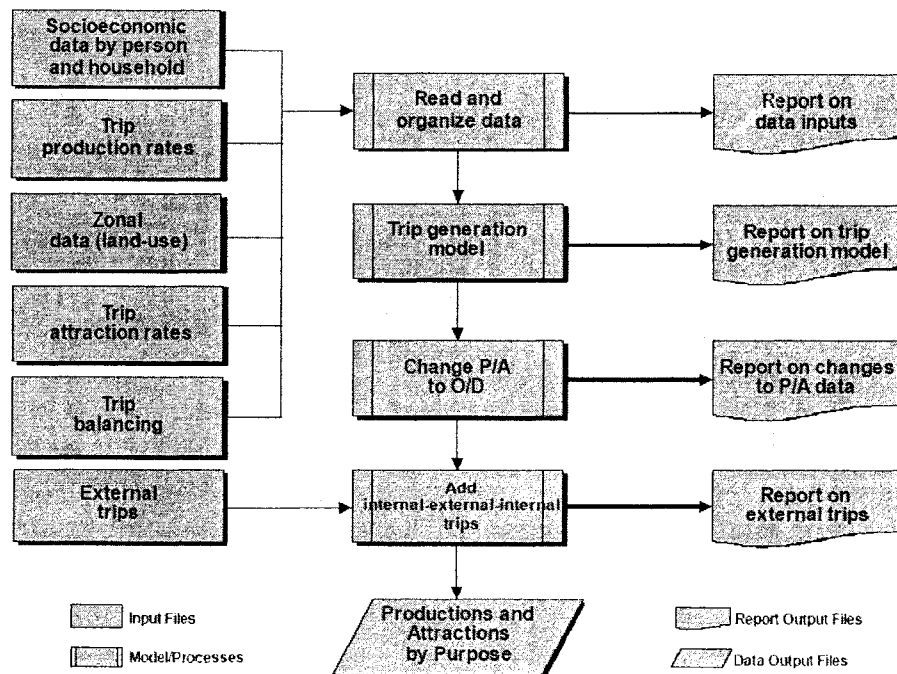 Socioeconomic
data by person
and household
Trip
production rates
Zonal
data (land-use)
Trip
attraction rates
Trip
balancing
External
trips
Read and
organize data
Trip generation
model
Change P/A
to O/D
Add
internal-external-internal
trips
Productions and
Attractions
by Purpose
Report on
data inputs
Report on trip
generation model
Report on changes
to P/A data
Report on
external trips
Input Files
Model/Processes
Report Output Files
Data Output Files